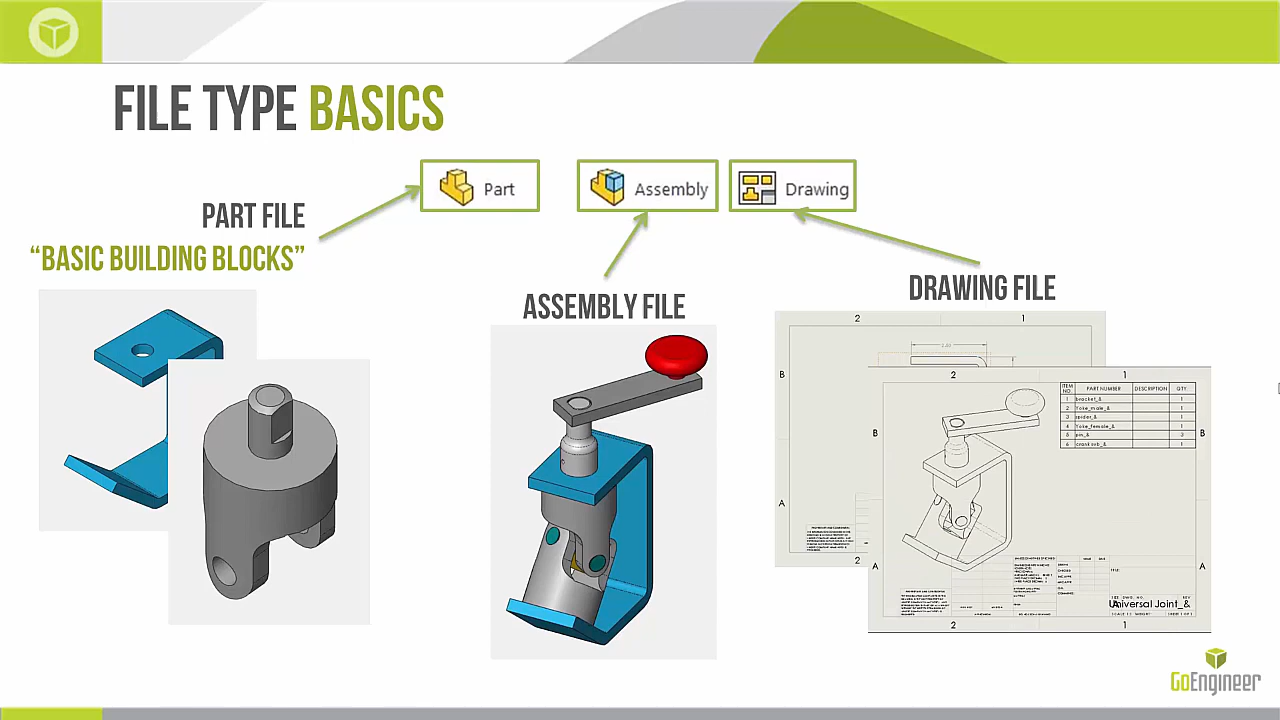 FILE TYPE BASICS
Part
Assembly
Drawing
PART FILE
“BASIC BUILDING BLOCKS”
ASSEMBLY FILE
DRAWING FILE
2 1
B
A
2
2 1
ITEM NO. PART NUMBER DESCRIPTION QTY.
1 bracket_& 1
2 Yoke_male_& 1
3 spider_& 1
4 Yoke_female_& 1
5 pin_& 3
6 crank sub_& 1
B B
A A
TITLE:
Universal Joint_&
2 1
GoEngineer